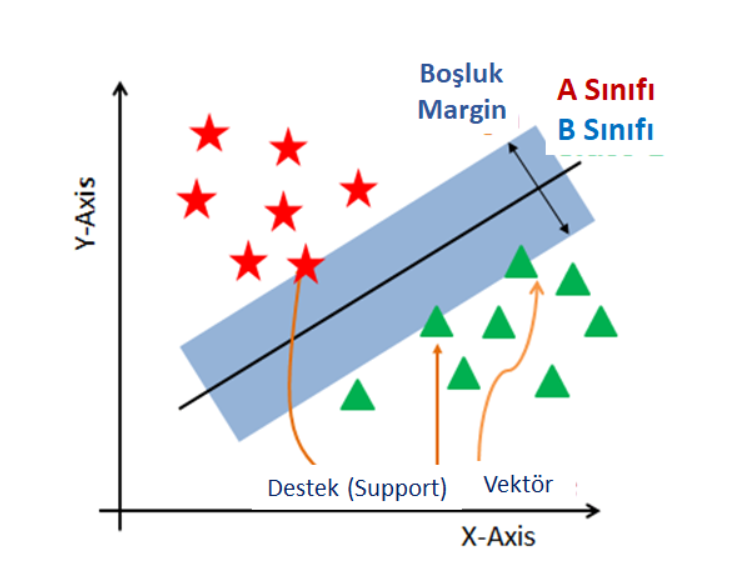 Boşluk
Margin
A Sınıfı
B Sınıfı
Y-Axis
Destek (Support)
Vektör
X-Axis